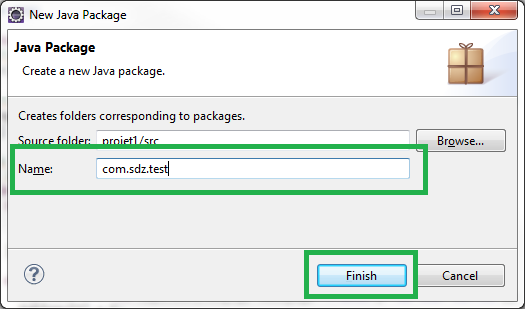 New Java Package
Java Package
Create a new Java package.
Creates folders corresponding to packages.
Source folder: projet1/src Browse...
Name: com.sdz.test
? Finish Cancel